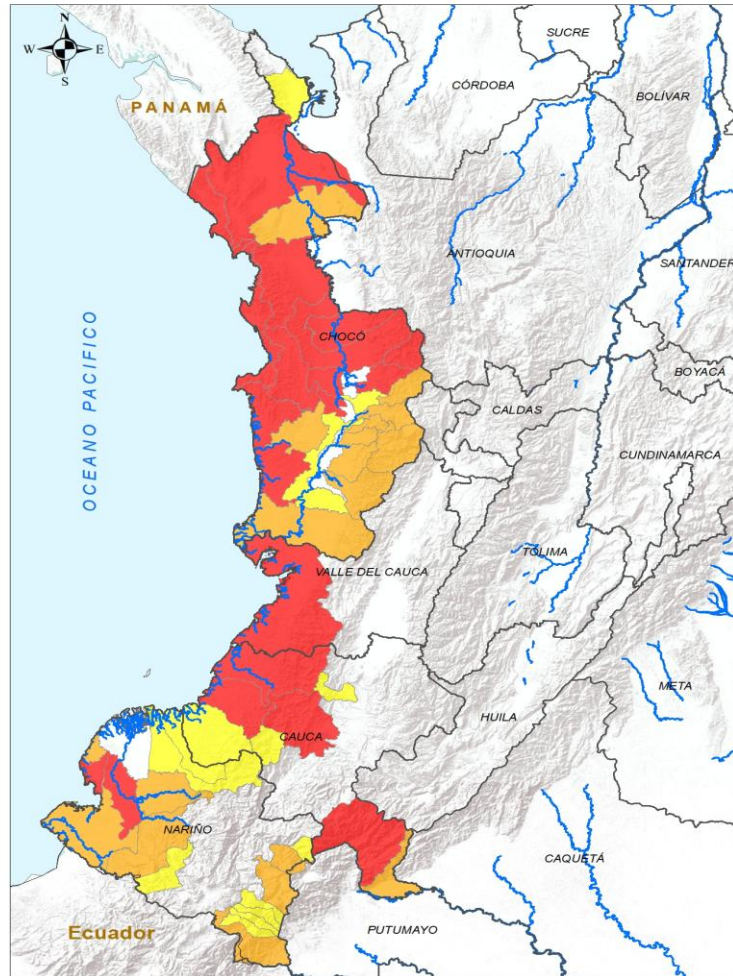 N
W E
S
SUCRE
CÓRDOBA
BOLÍVAR
PANAMÁ
ANTIOQUIA
SANTANDER
OCEANO PACIFICO
CHOCÓ
BOYACÁ
CALDAS
CUNDINAMARCA
TOLIMA
VALLE DEL CAUCA
META
HUILA
CAUCA
NARIÑO
CAQUETÁ
Ecuador
PUTUMAYO